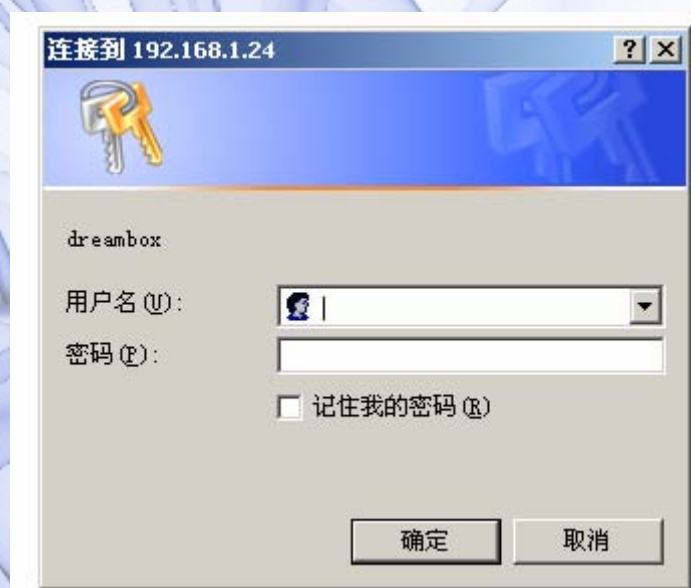 连接到 192.168.1.24
dreambox
用户名(U):
密码(P):
记住我的密码(R)
确定 取消